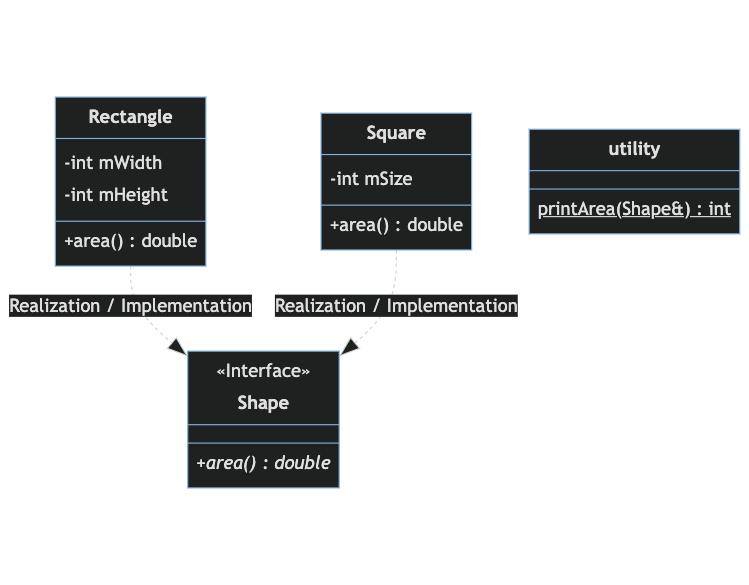 Rectangle
-int mWidth
-int mHeight
+area() : double
Square
-int mSize
+area() : double
utility
printArea(Shape&) : int
Realization / Implementation
Realization / Implementation
«Interface»
Shape
+area() : double